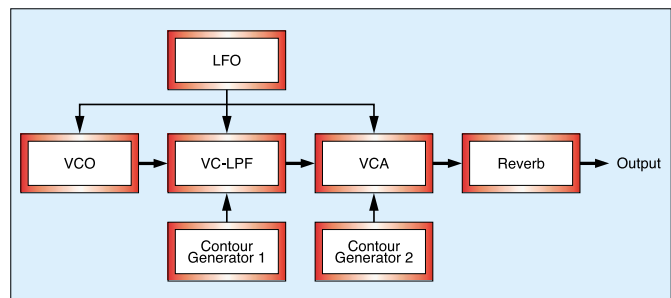 LFO
VCO
VC-LPF
VCA
Reverb
Output
Contour
Generator 1
Contour
Generator 2